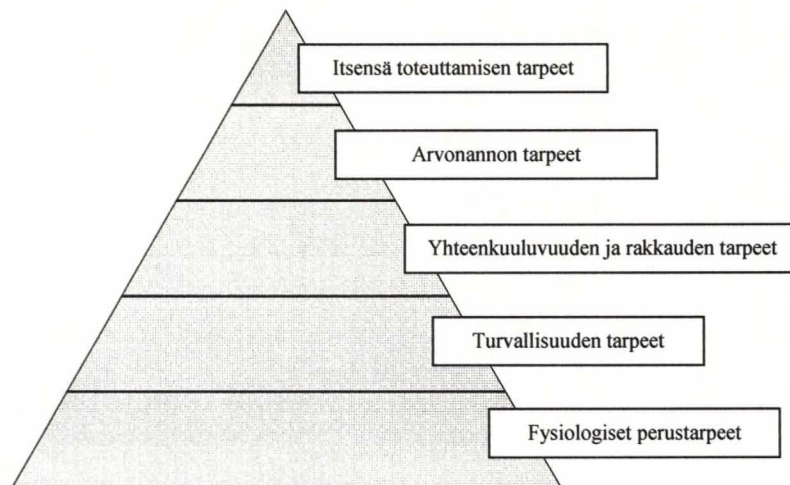 Itsensä toteuttamisen tarpeet
Arvonannon tarpeet
Yhteenkuuluvuuden ja rakkauden tarpeet
Turvallisuuden tarpeet
Fysiologiset perustarpeet